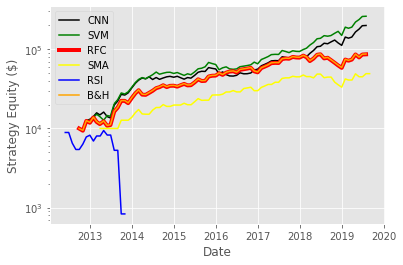 CNN
SVM
RFC
SMA
RSI
B&H
Strategy Equity ($)
10^5
10^4
10^3
2013 2014 2015 2016 2017 2018 2019 2020
Date